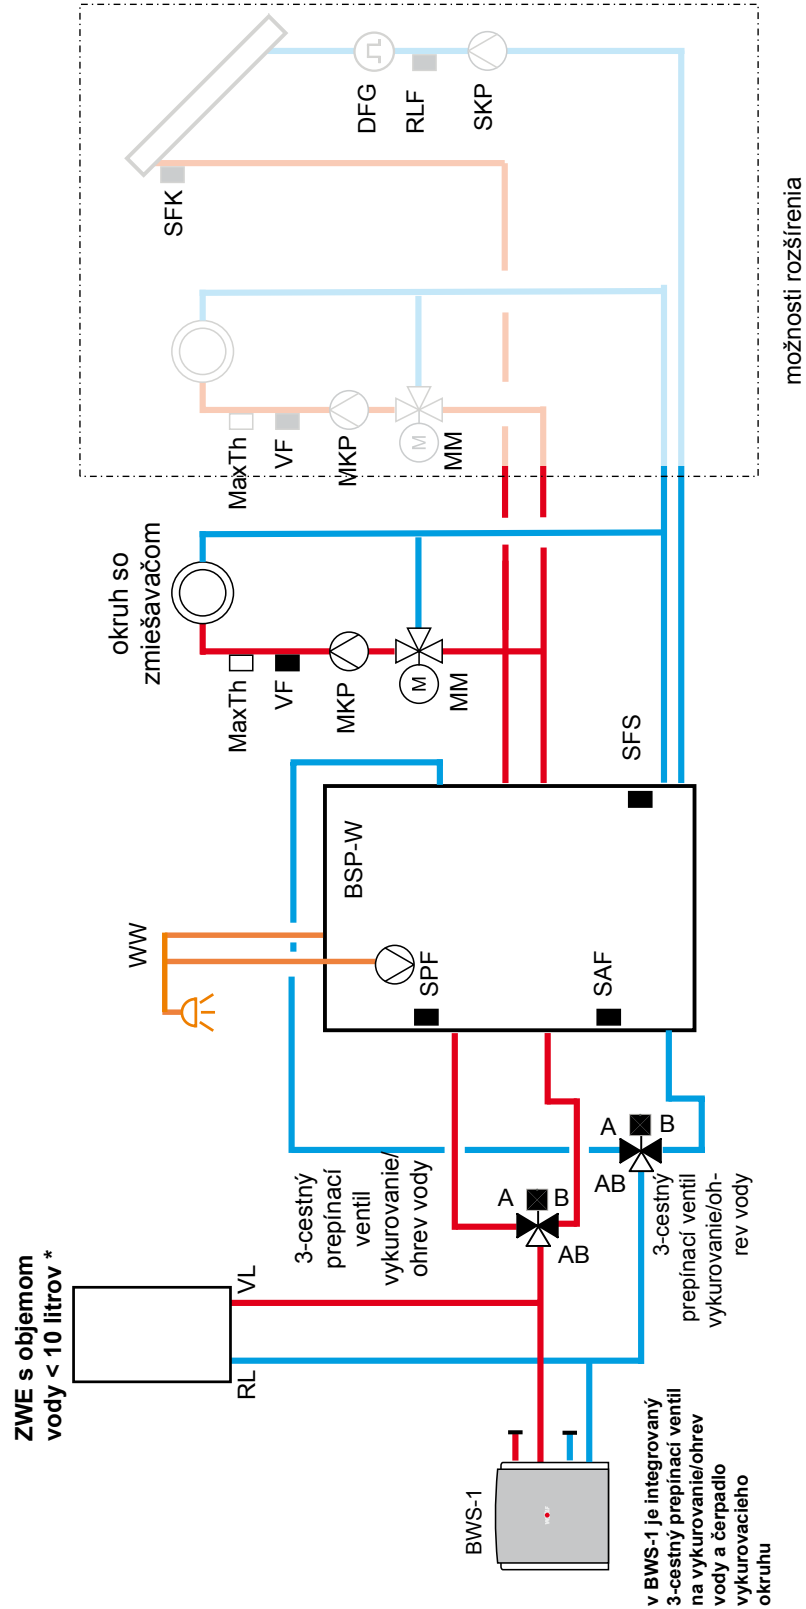 ZWE s objemom
vody < 10 litrov *
RL
VL
BWS-1
v BWS-1 je integrovaný
3-cestný prepínací ventil
na vykurovanie/ohrev
vody a čerpadlo
vykurovacieho
okruhu
3-cestný
prepínací
ventil
vykurovanie/
ohrev vody
A
B
AB
A
B
AB
3-cestný
prepínací ventil
vykurovanie/oh-
rev vody
WW
BSP-W
SPF
SAF
SFS
okruh so
zmiešavačom
MaxTh
VF
MKP
M
MM
MaxTh
VF
MKP
M
MM
SFK
DFG
RLF
SKP
možnosti rozšírenia